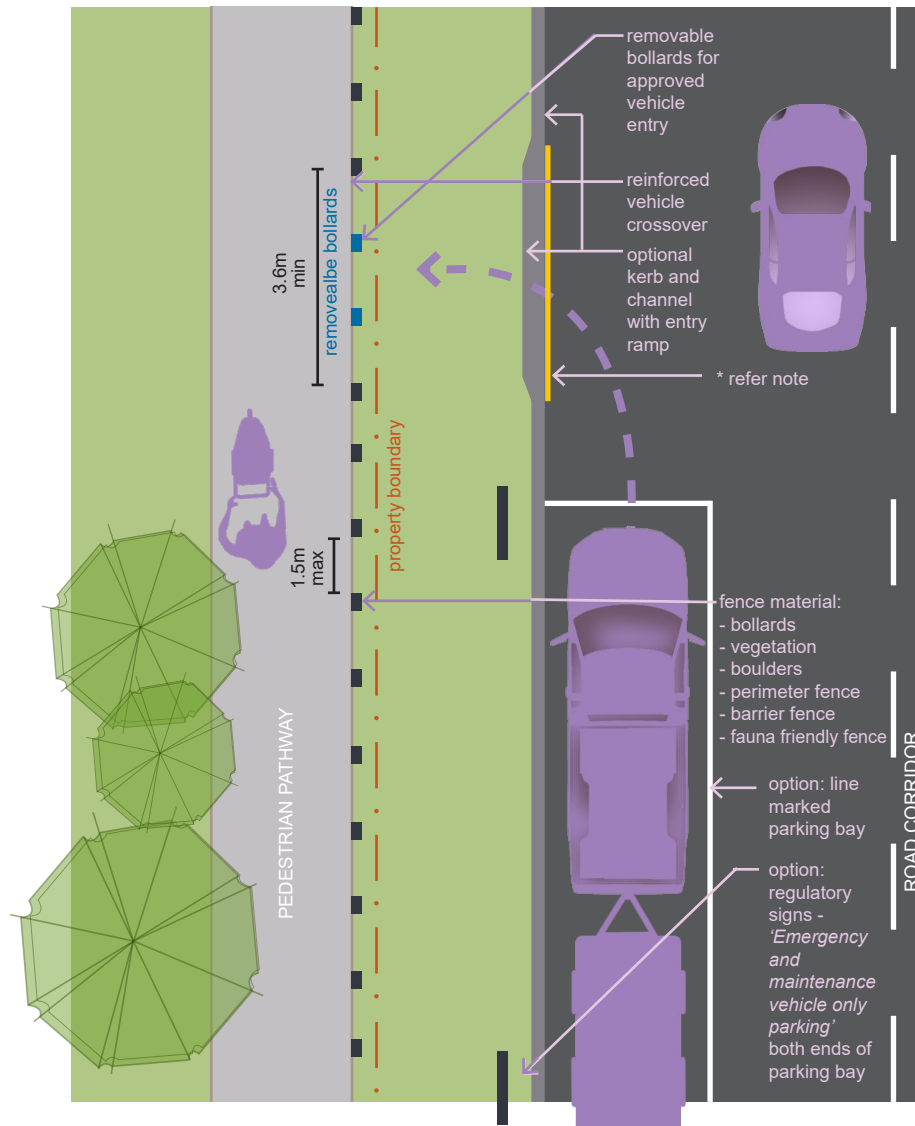 removable
bollards for
approved
vehicle
entry
reinforced
vehicle
crossover
optional
kerb and
channel
with entry
ramp
* refer note
3.6m
min
removealbe bollards
property boundary
1.5m
max
fence material:
- bollards
- vegetation
- boulders
- perimeter fence
- barrier fence
- fauna friendly fence
PEDESTRIAN PATHWAY
ROAD CORRIDOR
option: line
marked
parking bay
option:
regulatory
signs -
‘Emergency
and
maintenance
vehicle only
parking’
both ends of
parking bay